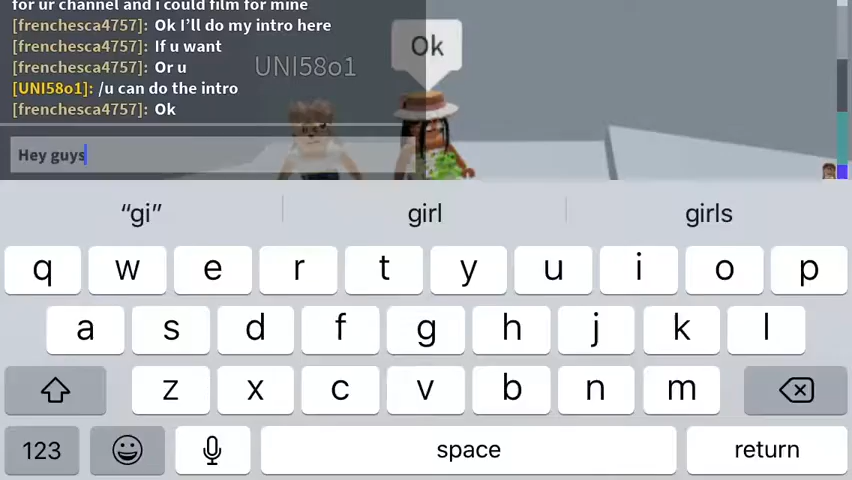 for ur channel and i could film for mine
[frenchesca4757]: Ok I’ll do my intro here
[frenchesca4757]: If u want
[frenchesca4757]: Or u
[UNI58o1]: /u can do the intro
[frenchesca4757]: Ok
UNI58o1
Ok
Hey guys
“gi” girl girls
q w e r t y u i o p
a s d f g h j k l
z x c v b n m
123 space return